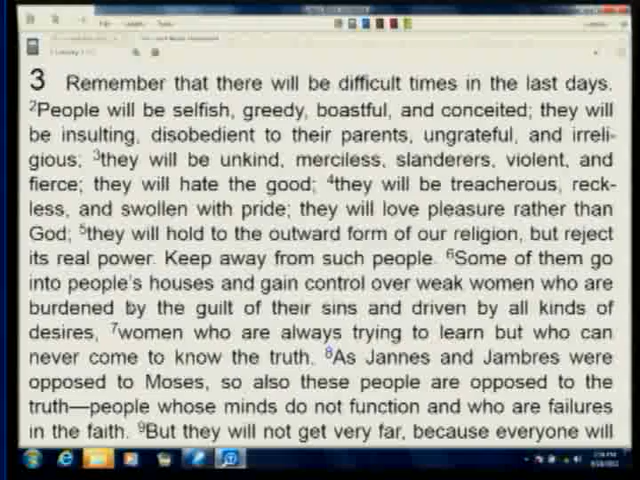 3 Remember that there will be difficult times in the last days.
2People will be selfish, greedy, boastful, and conceited; they will
be insulting, disobedient to their parents, ungrateful, and irreli-
gious; 3they will be unkind, merciless, slanderers, violent, and
fierce; they will hate the good; 4they will be treacherous, reck-
less, and swollen with pride; they will love pleasure rather than
God; 5they will hold to the outward form of our religion, but reject
its real power. Keep away from such people. 6Some of them go
into people's houses and gain control over weak women who are
burdened by the guilt of their sins and driven by all kinds of
desires, 7women who are always trying to learn but who can
never come to know the truth. 8As Jannes and Jambres were
opposed to Moses, so also these people are opposed to the
truth—people whose minds do not function and who are failures
in the faith. 9But they will not get very far, because everyone will